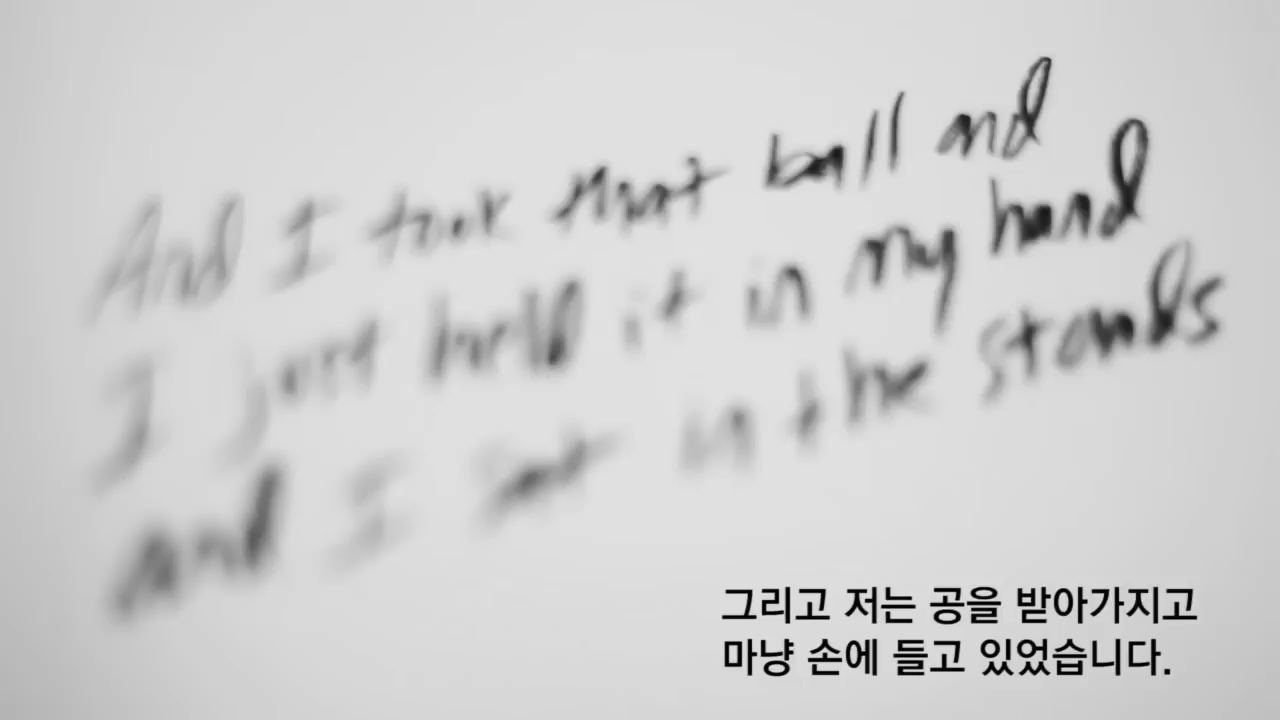 And I took that ball and
I just held it in my hand
and I sat in the stands
그리고 저는 공을 받아가지고
마냥 손에 들고 있었습니다.